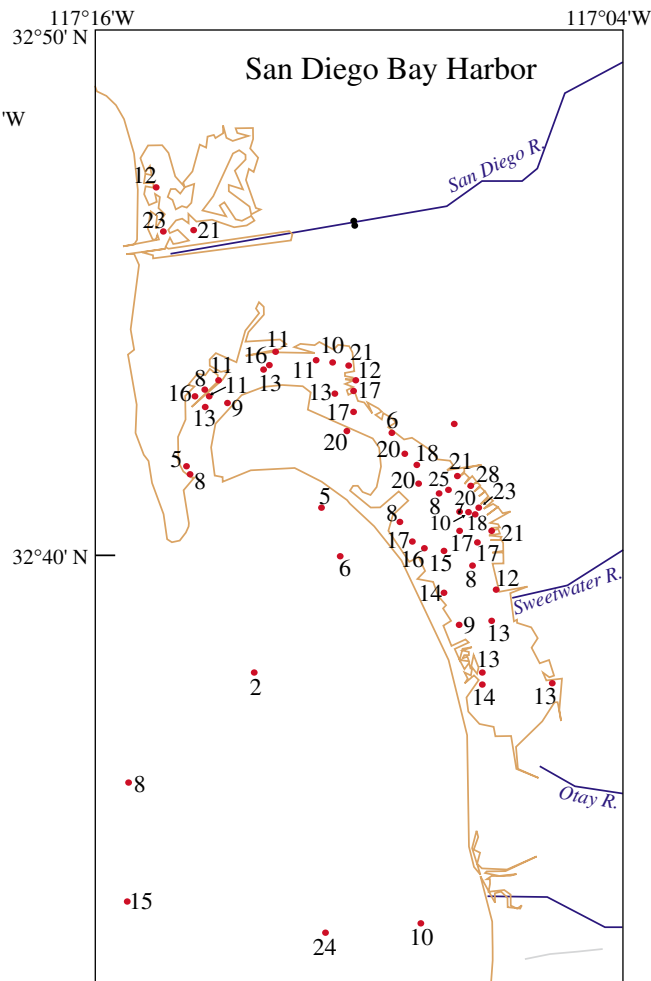 117°16'W 117°04'W
32°50' N
San Diego Bay Harbor
'W
San Diego R.
12
23 21
11
16 11 10 21
11 13 12
8 16 11 13 17
13 9 17
20 6
20 18
5 8
20 25 21 28
5 8 20 23
8 10 7 18
17 17 21
32°40' N
16 15 17
6 8
14 12
Sweetwater R.
9 13
13
2 14 13
8
Otay R.
15
24 10